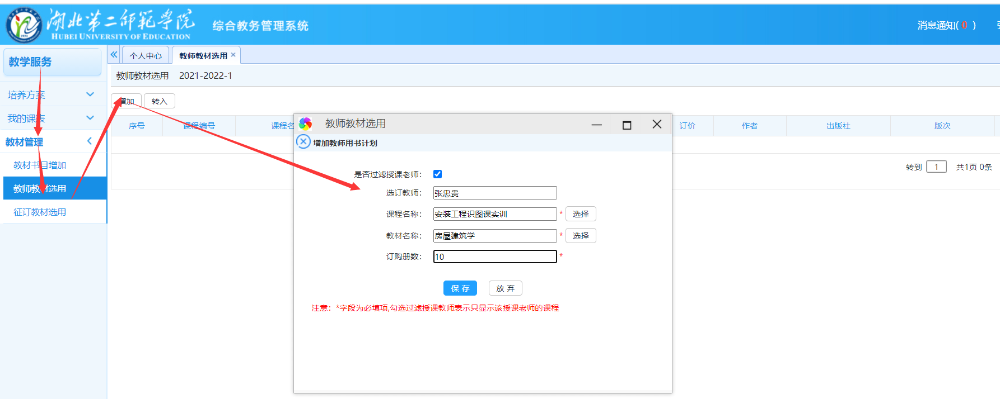 湖北第二师范学院
HUBEI UNIVERSITY OF EDUCATION
综合教务管理系统
消息通知( 0 )
教学服务
个人中心
教师教材选用
教师教材选用 2021-2022-1
培养方案
我的课表
教材管理
教材书目增加
教师教材选用
征订教材选用
增加 转入
序号 课程编号 课程名 订价 作者 出版社 版次
转到 1 共1页 0条
教师教材选用
增加教师用书计划
是否过滤授课老师：
选订教师： 张忠贵
课程名称： 安装工程识图课实训 * 选择
教材名称： 房屋建筑学 * 选择
订购册数： 10 *
保 存 放 弃
注意：*字段为必填项,勾选过滤授课教师表示只显示该授课老师的课程